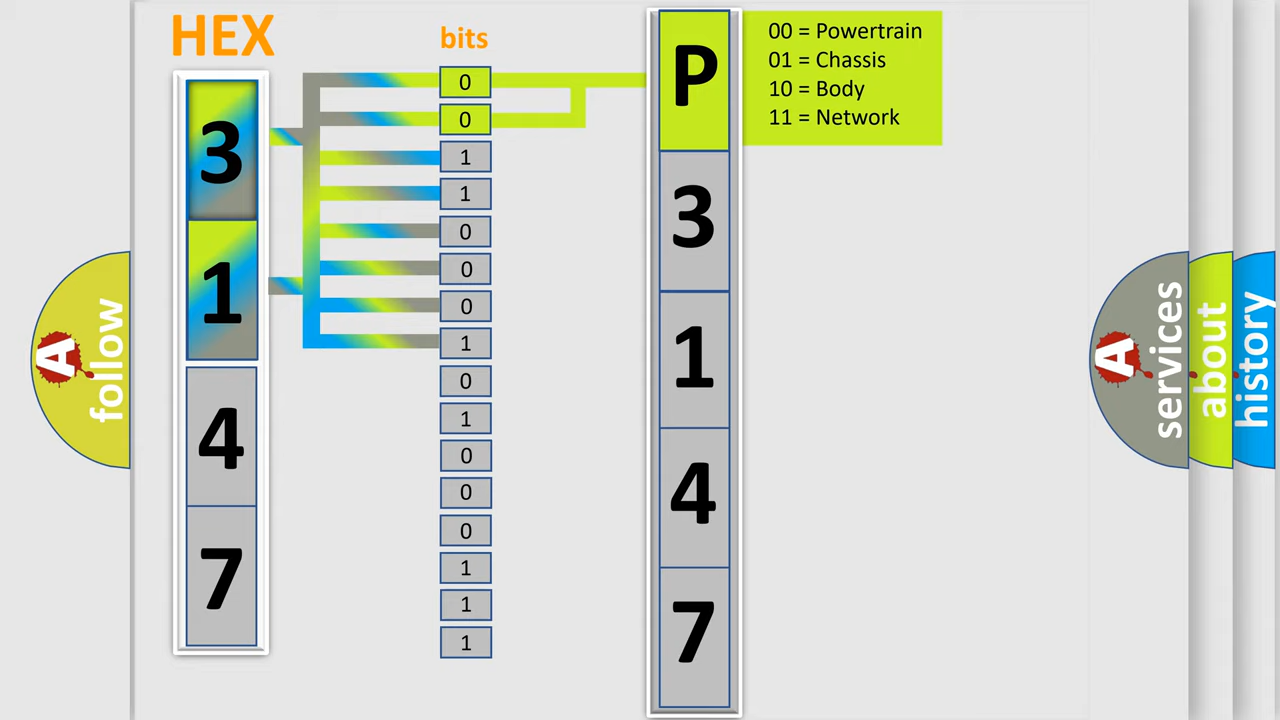 HEX
bits
3
1
4
7
0
0
1
1
0
0
0
1
0
1
0
0
0
1
1
1
P
3
1
4
7
00 = Powertrain
01 = Chassis
10 = Body
11 = Network
A
follow
A
services
about
history